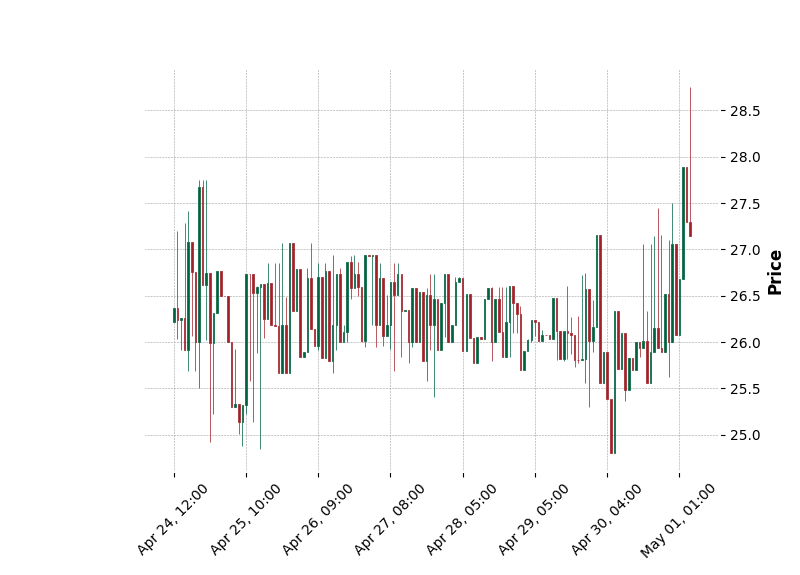 28.5
28.0
27.5
27.0
26.5
26.0
25.5
25.0
Price
Apr 24, 12:00
Apr 25, 10:00
Apr 26, 09:00
Apr 27, 08:00
Apr 28, 05:00
Apr 29, 05:00
Apr 30, 04:00
May 01, 01:00